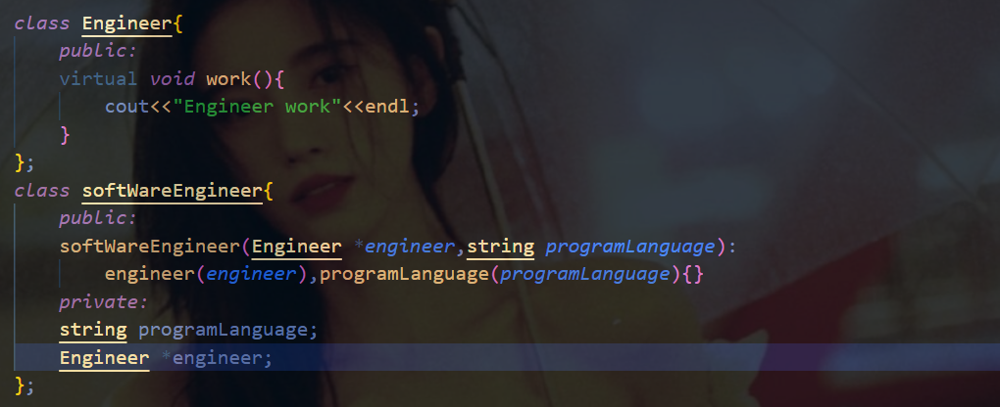 class Engineer{
    public:
    virtual void work(){
        cout<<"Engineer work"<<endl;
    }
};
class softWareEngineer{
    public:
    softWareEngineer(Engineer *engineer,string programLanguage):
        engineer(engineer),programLanguage(programLanguage){}
    private:
    string programLanguage;
    Engineer *engineer;
};